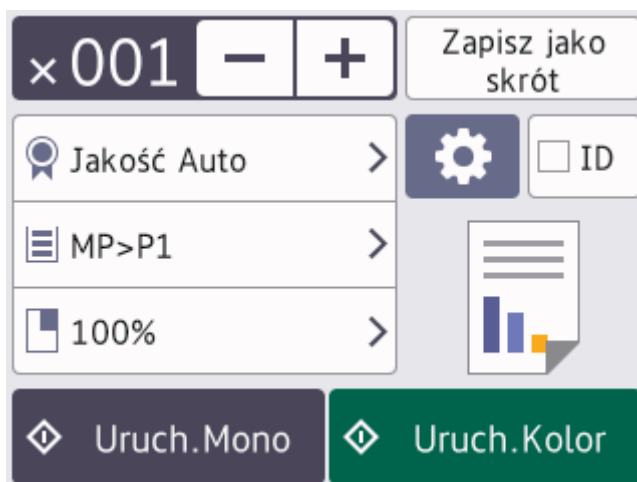 ×001 − +
Zapisz jako
skrót
Jakość Auto
ID
MP>P1
100%
Uruch.Mono
Uruch.Kolor